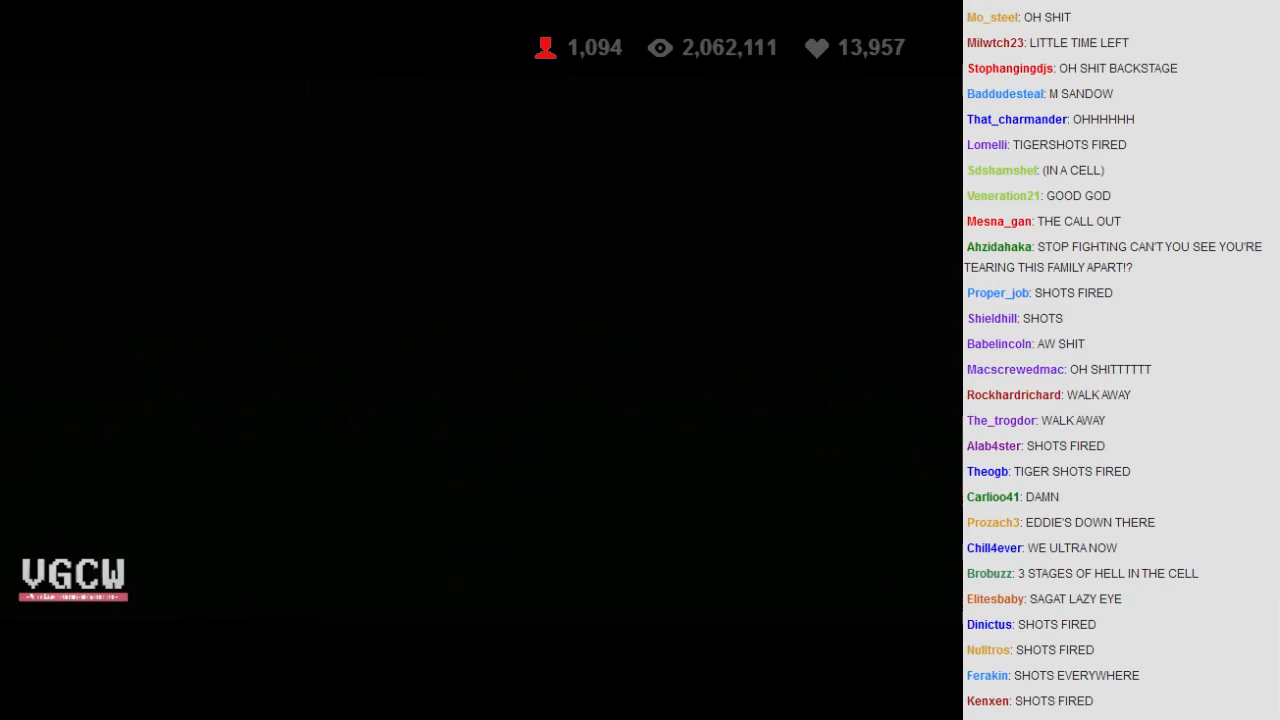 1,094 2,062,111 13,957
VGCW
Mo_steel: OH SHIT
Milwtch23: LITTLE TIME LEFT
Stophangingdjs: OH SHIT BACKSTAGE
Baddudesteal: M SANDOW
That_charmander: OHHHHHH
Lomelli: TIGERSHOTS FIRED
Sdshamshel: (IN A CELL)
Veneration21: GOOD GOD
Mesna_gan: THE CALL OUT
Ahzidahaka: STOP FIGHTING CAN'T YOU SEE YOU'RE
TEARING THIS FAMILY APART!?
Proper_job: SHOTS FIRED
Shieldhill: SHOTS
Babelincoln: AW SHIT
Macscrewedmac: OH SHITTTTTT
Rockhardrichard: WALK AWAY
The_trogdor: WALK AWAY
Alab4ster: SHOTS FIRED
Theogb: TIGER SHOTS FIRED
Carlioo41: DAMN
Prozach3: EDDIE'S DOWN THERE
Chill4ever: WE ULTRA NOW
Brobuzz: 3 STAGES OF HELL IN THE CELL
Elitesbaby: SAGAT LAZY EYE
Dinictus: SHOTS FIRED
Nulltros: SHOTS FIRED
Ferakin: SHOTS EVERYWHERE
Kenxen: SHOTS FIRED